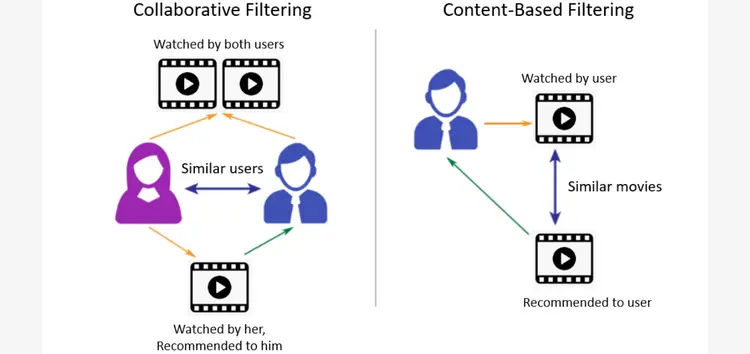 Collaborative Filtering
Watched by both users
Similar users
Watched by her,
Recommended to him
Content-Based Filtering
Watched by user
Similar movies
Recommended to user